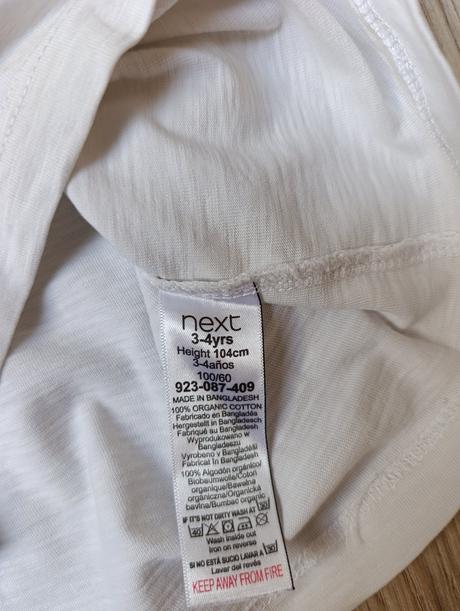 next
3-4yrs
Height 104cm
3-4años
100/60
923-087-409
MADE IN BANGLADESH
100% ORGANIC COTTON
Fabricado en Bangladés
Hergestellt in Bangladesch
Fabriqué au Bangladesh
Wyprodukowano w
Bangladeszu
Vyrobeno v Bangladéši
Fabricat în Bangladesh
100% Algodón orgánico/
Biobaumwolle/Coton
organique/Bawełna
organiczna/Organická
bavlna/Bumbac organic
IF IT'S NOT DIRTY WASH AT 30
40
Wash inside out
Iron on reverse
SI NO ESTÁ SUCIO LAVAR A 30
Lavar del revés
KEEP AWAY FROM FIRE